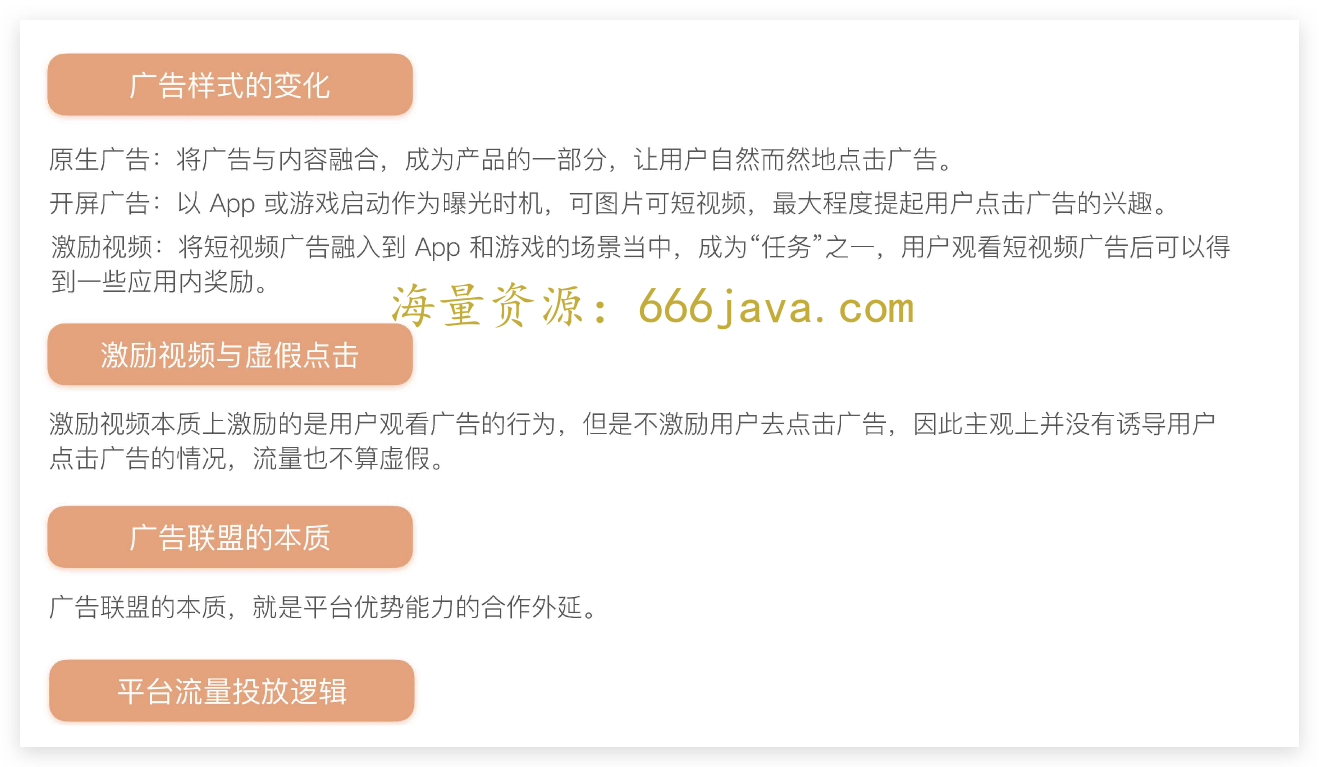 广告样式的变化
原生广告：将广告与内容融合，成为产品的一部分，让用户自然而然地点击广告。
开屏广告：以 App 或游戏启动作为曝光时机，可图片可短视频，最大程度提起用户点击广告的兴趣。
激励视频：将短视频广告融入到 App 和游戏的场景当中，成为“任务”之一，用户观看短视频广告后可以得
到一些应用内奖励。
海量资源：666java.com
激励视频与虚假点击
激励视频本质上激励的是用户观看广告的行为，但是不激励用户去点击广告，因此主观上并没有诱导用户
点击广告的情况，流量也不算虚假。
广告联盟的本质
广告联盟的本质，就是平台优势能力的合作外延。
平台流量投放逻辑